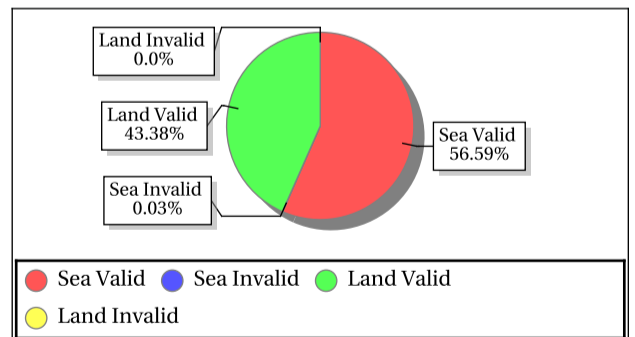 Land Invalid
0.0%
Land Valid
43.38%
Sea Valid
56.59%
Sea Invalid
0.03%
Sea Valid Sea Invalid Land Valid
Land Invalid